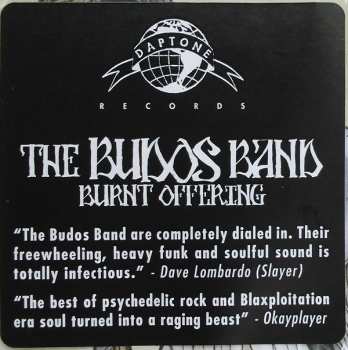 DAPTONE
RECORDS
THE BUDOS BAND
BURNT OFFERING
“The Budos Band are completely dialed in. Their
freewheeling, heavy funk and soulful sound is
totally infectious.” - Dave Lombardo (Slayer)
“The best of psychedelic rock and Blaxploitation
era soul turned into a raging beast” - Okayplayer